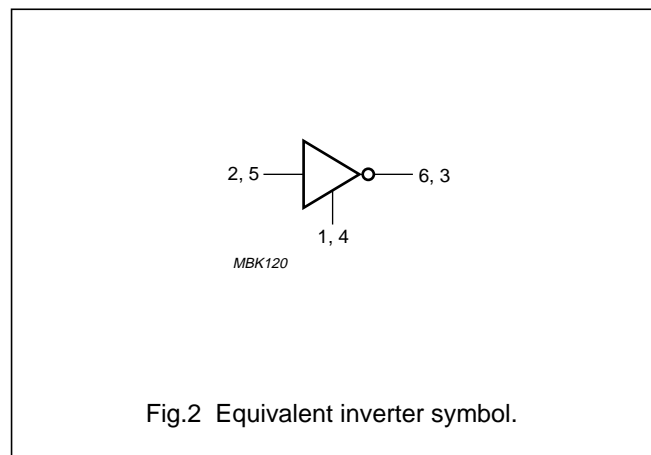 2, 5
6, 3
1, 4
MBK120
Fig.2 Equivalent inverter symbol.